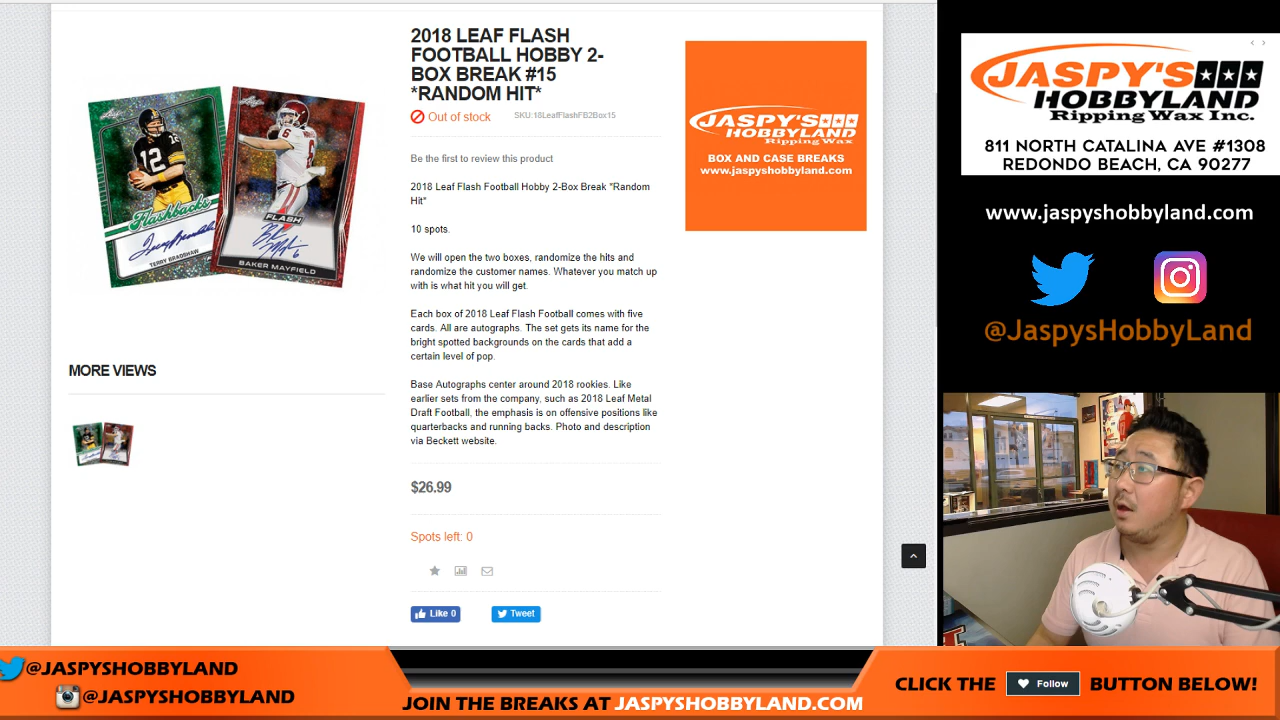 2018 LEAF FLASH
FOOTBALL HOBBY 2-
BOX BREAK #15
*RANDOM HIT*
Out of stock
SKU:18LeafFlashFB2Box15
Be the first to review this product
2018 Leaf Flash Football Hobby 2-Box Break *Random
Hit*
10 spots.
We will open the two boxes, randomize the hits and
randomize the customer names. Whatever you match up
with is what hit you will get.
Each box of 2018 Leaf Flash Football comes with five
cards. All are autographs. The set gets its name for the
bright spotted backgrounds on the cards that add a
certain level of pop.
Base Autographs center around 2018 rookies. Like
earlier sets from the company, such as 2018 Leaf Metal
Draft Football, the emphasis is on offensive positions like
quarterbacks and running backs. Photo and description
via Beckett website.
$26.99
Spots left: 0
Like 0
Tweet
Leaf
12
Flashbacks
TERRY BRADSHAW
Leaf
6
FLASH
BAKER MAYFIELD
MORE VIEWS
JASPY'S
HOBBYLAND
Ripping Wax
BOX AND CASE BREAKS
www.jaspyshobbyland.com
JASPY'S
HOBBYLAND
Ripping Wax Inc.
811 NORTH CATALINA AVE #1308
REDONDO BEACH, CA 90277
www.jaspyshobbyland.com
@JaspysHobbyLand
@JASPYSHOBBYLAND
@JASPYSHOBBYLAND
JOIN THE BREAKS AT JASPYSHOBBYLAND.COM
CLICK THE Follow BUTTON BELOW!